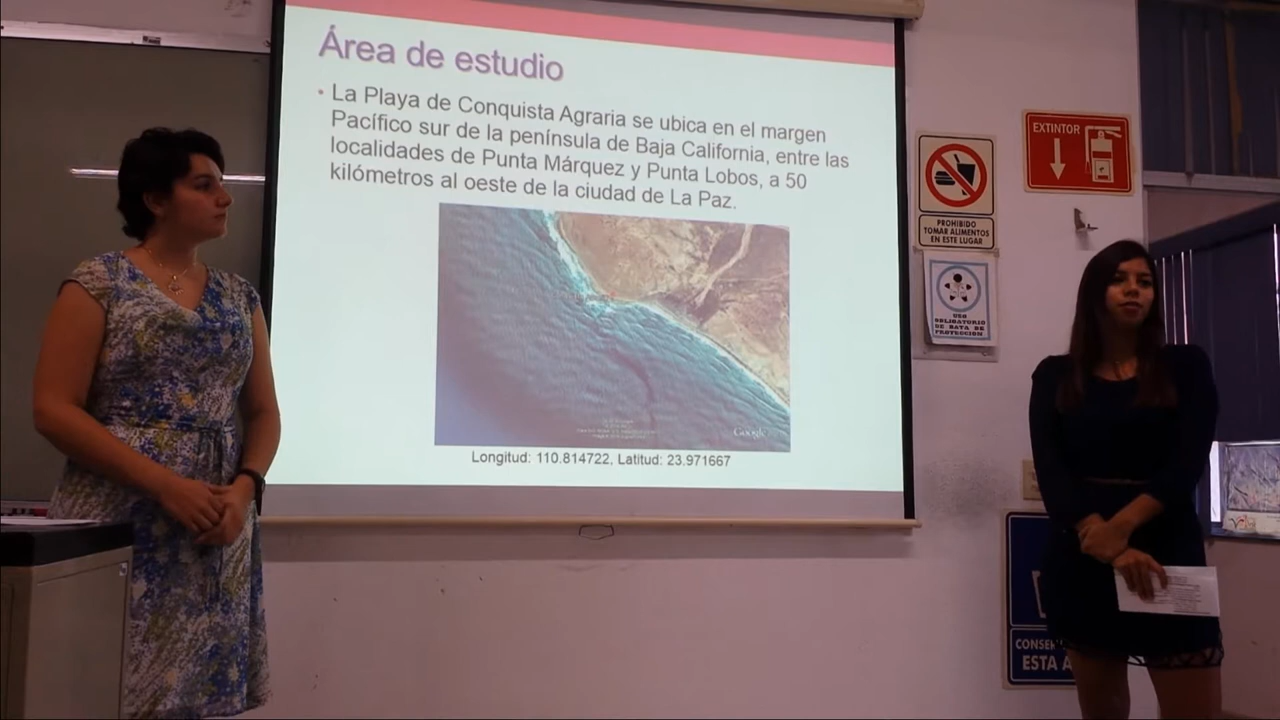 Área de estudio
• La Playa de Conquista Agraria se ubica en el margen
Pacífico sur de la península de Baja California, entre las
localidades de Punta Márquez y Punta Lobos, a 50
kilómetros al oeste de la ciudad de La Paz.
Google
Longitud: 110.814722, Latitud: 23.971667
EXTINTOR
PROHIBIDO
TOMAR ALIMENTOS
EN ESTE LUGAR
USO
OBLIGATORIO
DE BATA DE
PROTECCION
CONSER
ESTA A